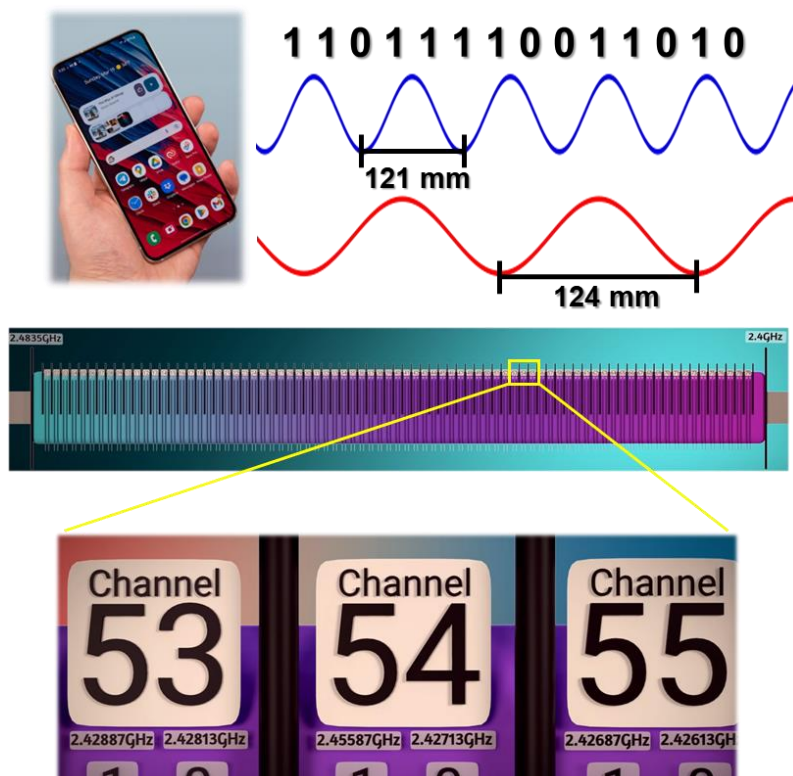 1 1 0 1 1 1 1 1 0 0 1 1 0 1 0
121 mm
124 mm
2.4835GHz
2.4GHz
Channel
53
2.42887GHz 2.42813GHz
Channel
54
2.45587GHz 2.42713GHz
Channel
55
2.42687GHz 2.42613GH